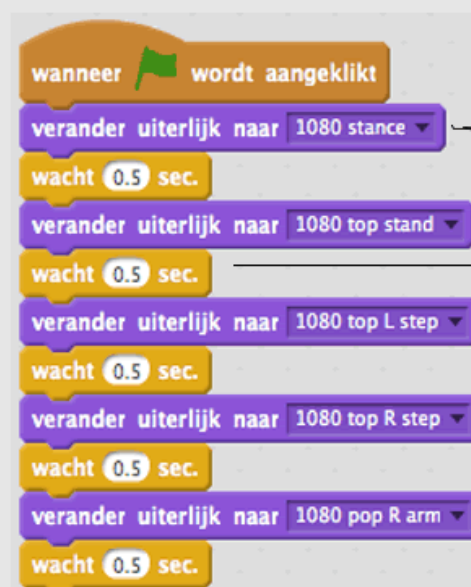 wanneer wordt aangeklikt
verander uiterlijk naar 1080 stance
wacht 0.5 sec.
verander uiterlijk naar 1080 top stand
wacht 0.5 sec.
verander uiterlijk naar 1080 top L step
wacht 0.5 sec.
verander uiterlijk naar 1080 top R step
wacht 0.5 sec.
verander uiterlijk naar 1080 pop R arm
wacht 0.5 sec.